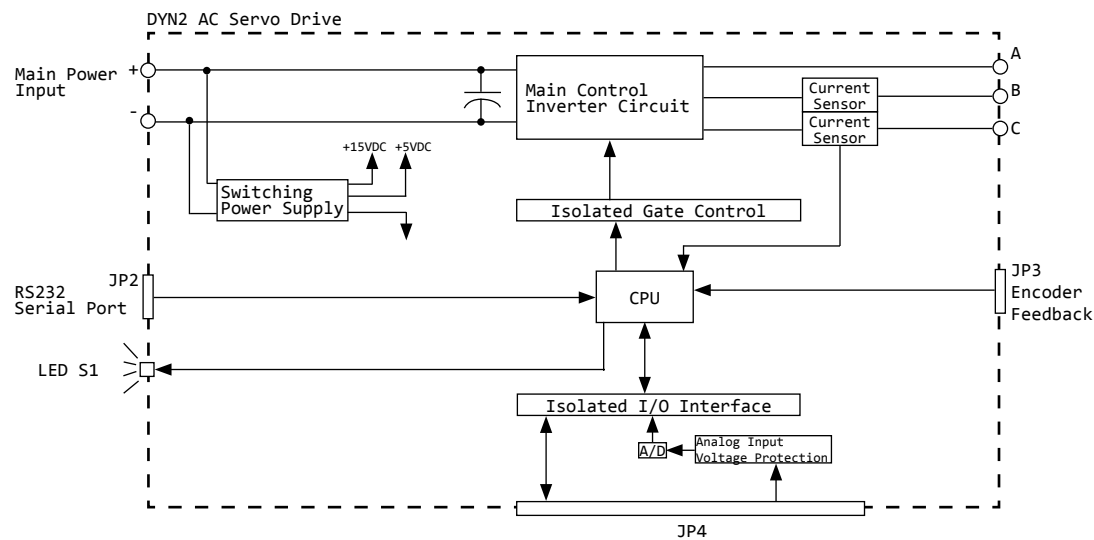 DYN2 AC Servo Drive
Main Power
Input
+
-
A
B
C
Main Control
Inverter Circuit
Current
Sensor
Current
Sensor
+15VDC
+5VDC
Switching
Power Supply
Isolated Gate Control
JP2
RS232
Serial Port
CPU
JP3
Encoder
Feedback
LED S1
Isolated I/O Interface
A/D
Analog Input
Voltage Protection
JP4